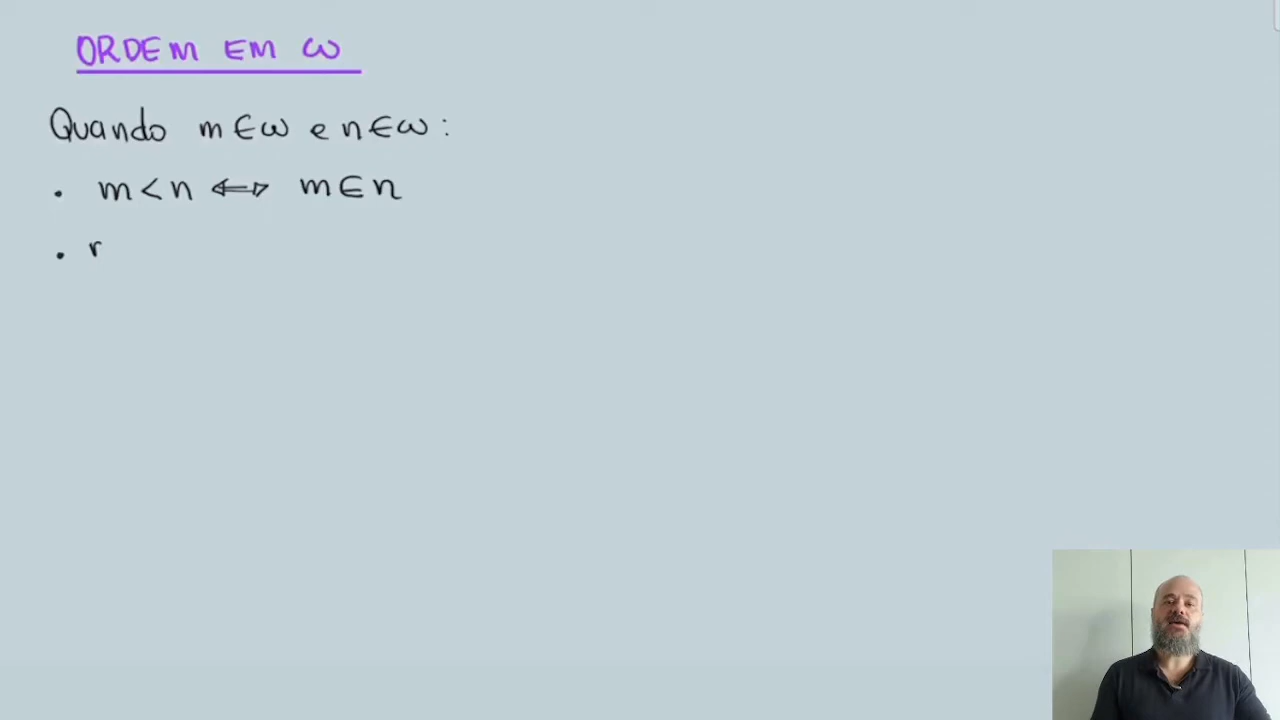 ORDEM EM ω
Quando m∈ω e n∈ω:
• m<n ⟺ m∈n
• r